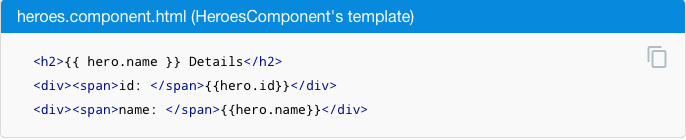 heroes.component.html (HeroesComponent's template)
<h2>{{ hero.name }} Details</h2>
<div><span>id: </span>{{hero.id}}</div>
<div><span>name: </span>{{hero.name}}</div>